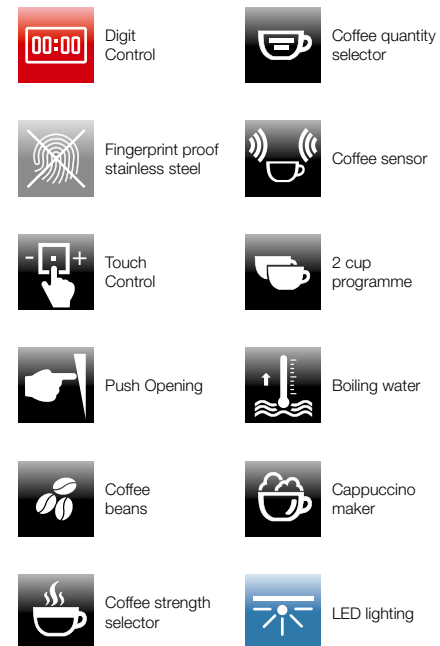 00:00
Digit
Control
Coffee quantity
selector
Fingerprint proof
stainless steel
Coffee sensor
- +
Touch
Control
2 cup
programme
Push Opening
Boiling water
Coffee
beans
Cappuccino
maker
Coffee strength
selector
LED lighting